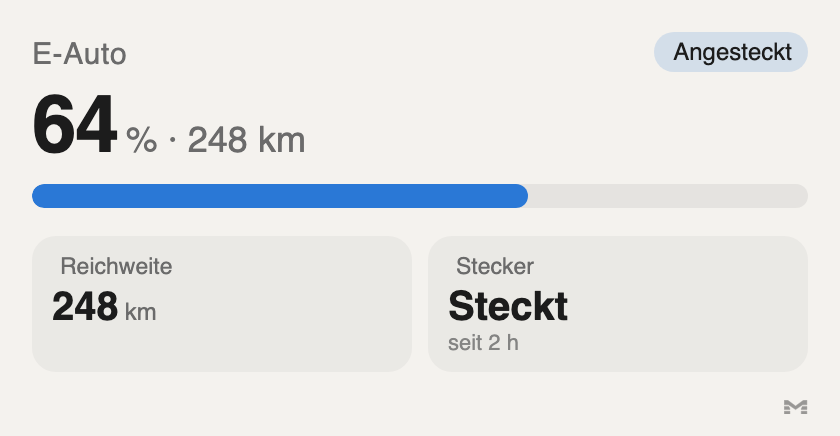 E-Auto
Angesteckt
64 % · 248 km
Reichweite
248 km
Stecker
Steckt
seit 2 h